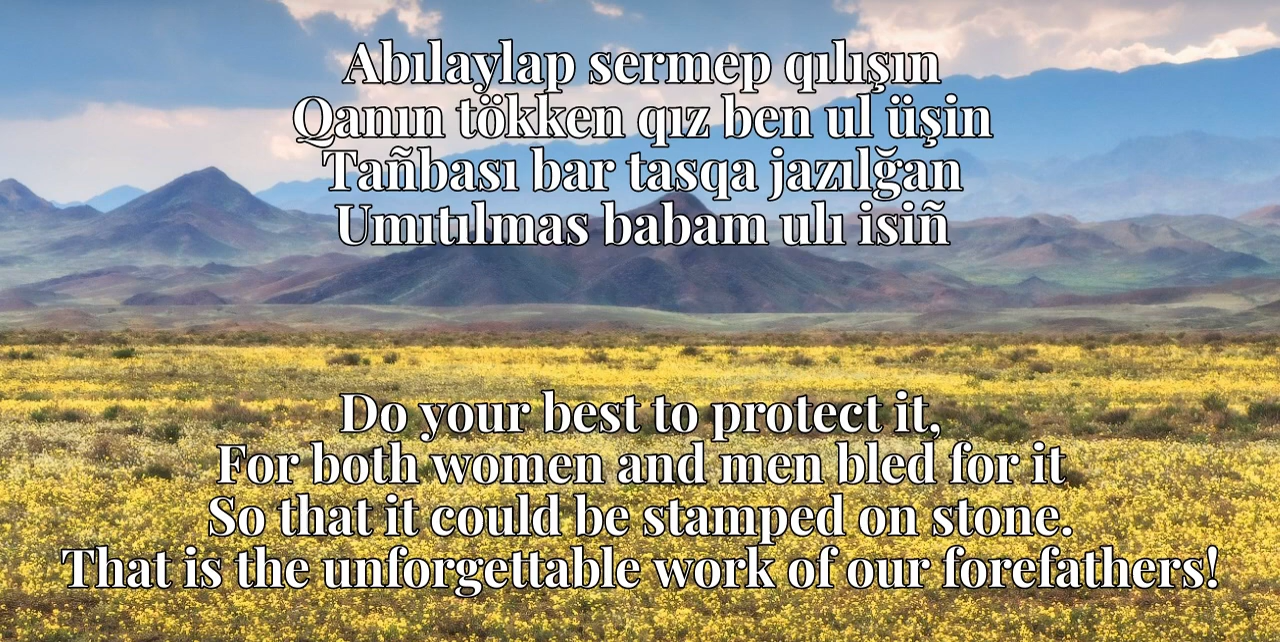 Abılaylap sermep qılışın
Qanın tökken qız ben ul üşin
Tañbası bar tasqa jazılğan
Umıtılmas babam ulı isiñ
Do your best to protect it,
For both women and men bled for it
So that it could be stamped on stone.
That is the unforgettable work of our forefathers!